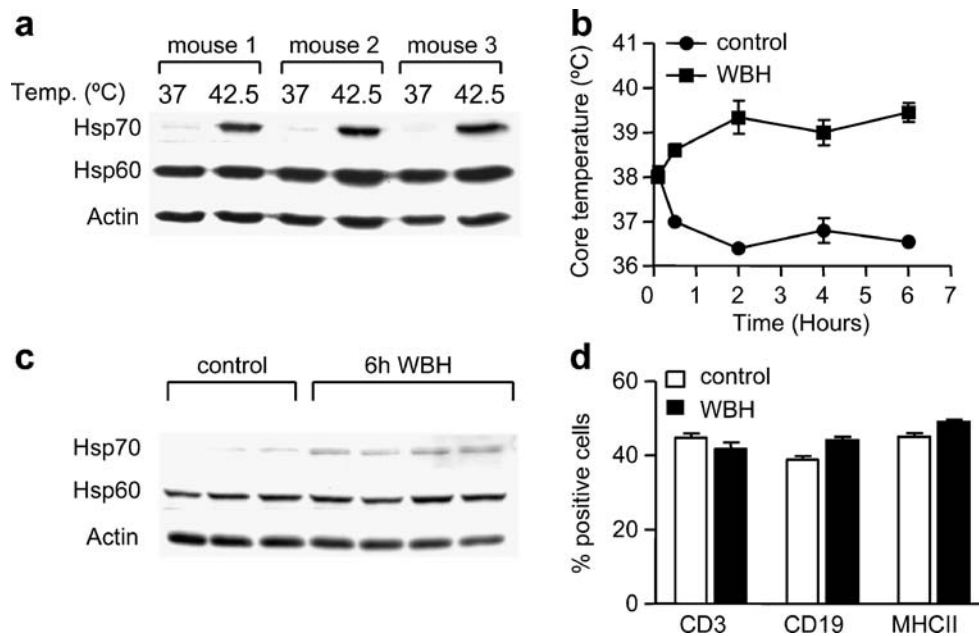 a
mouse 1 mouse 2 mouse 3
Temp. (ºC) 37 42.5 37 42.5 37 42.5
Hsp70
Hsp60
Actin
b
control
WBH
Core temperature (ºC)
41
40
39
38
37
36
0 1 2 3 4 5 6 7
Time (Hours)
c
control 6h WBH
Hsp70
Hsp60
Actin
d
control
WBH
% positive cells
60
40
20
0
CD3 CD19 MHCII